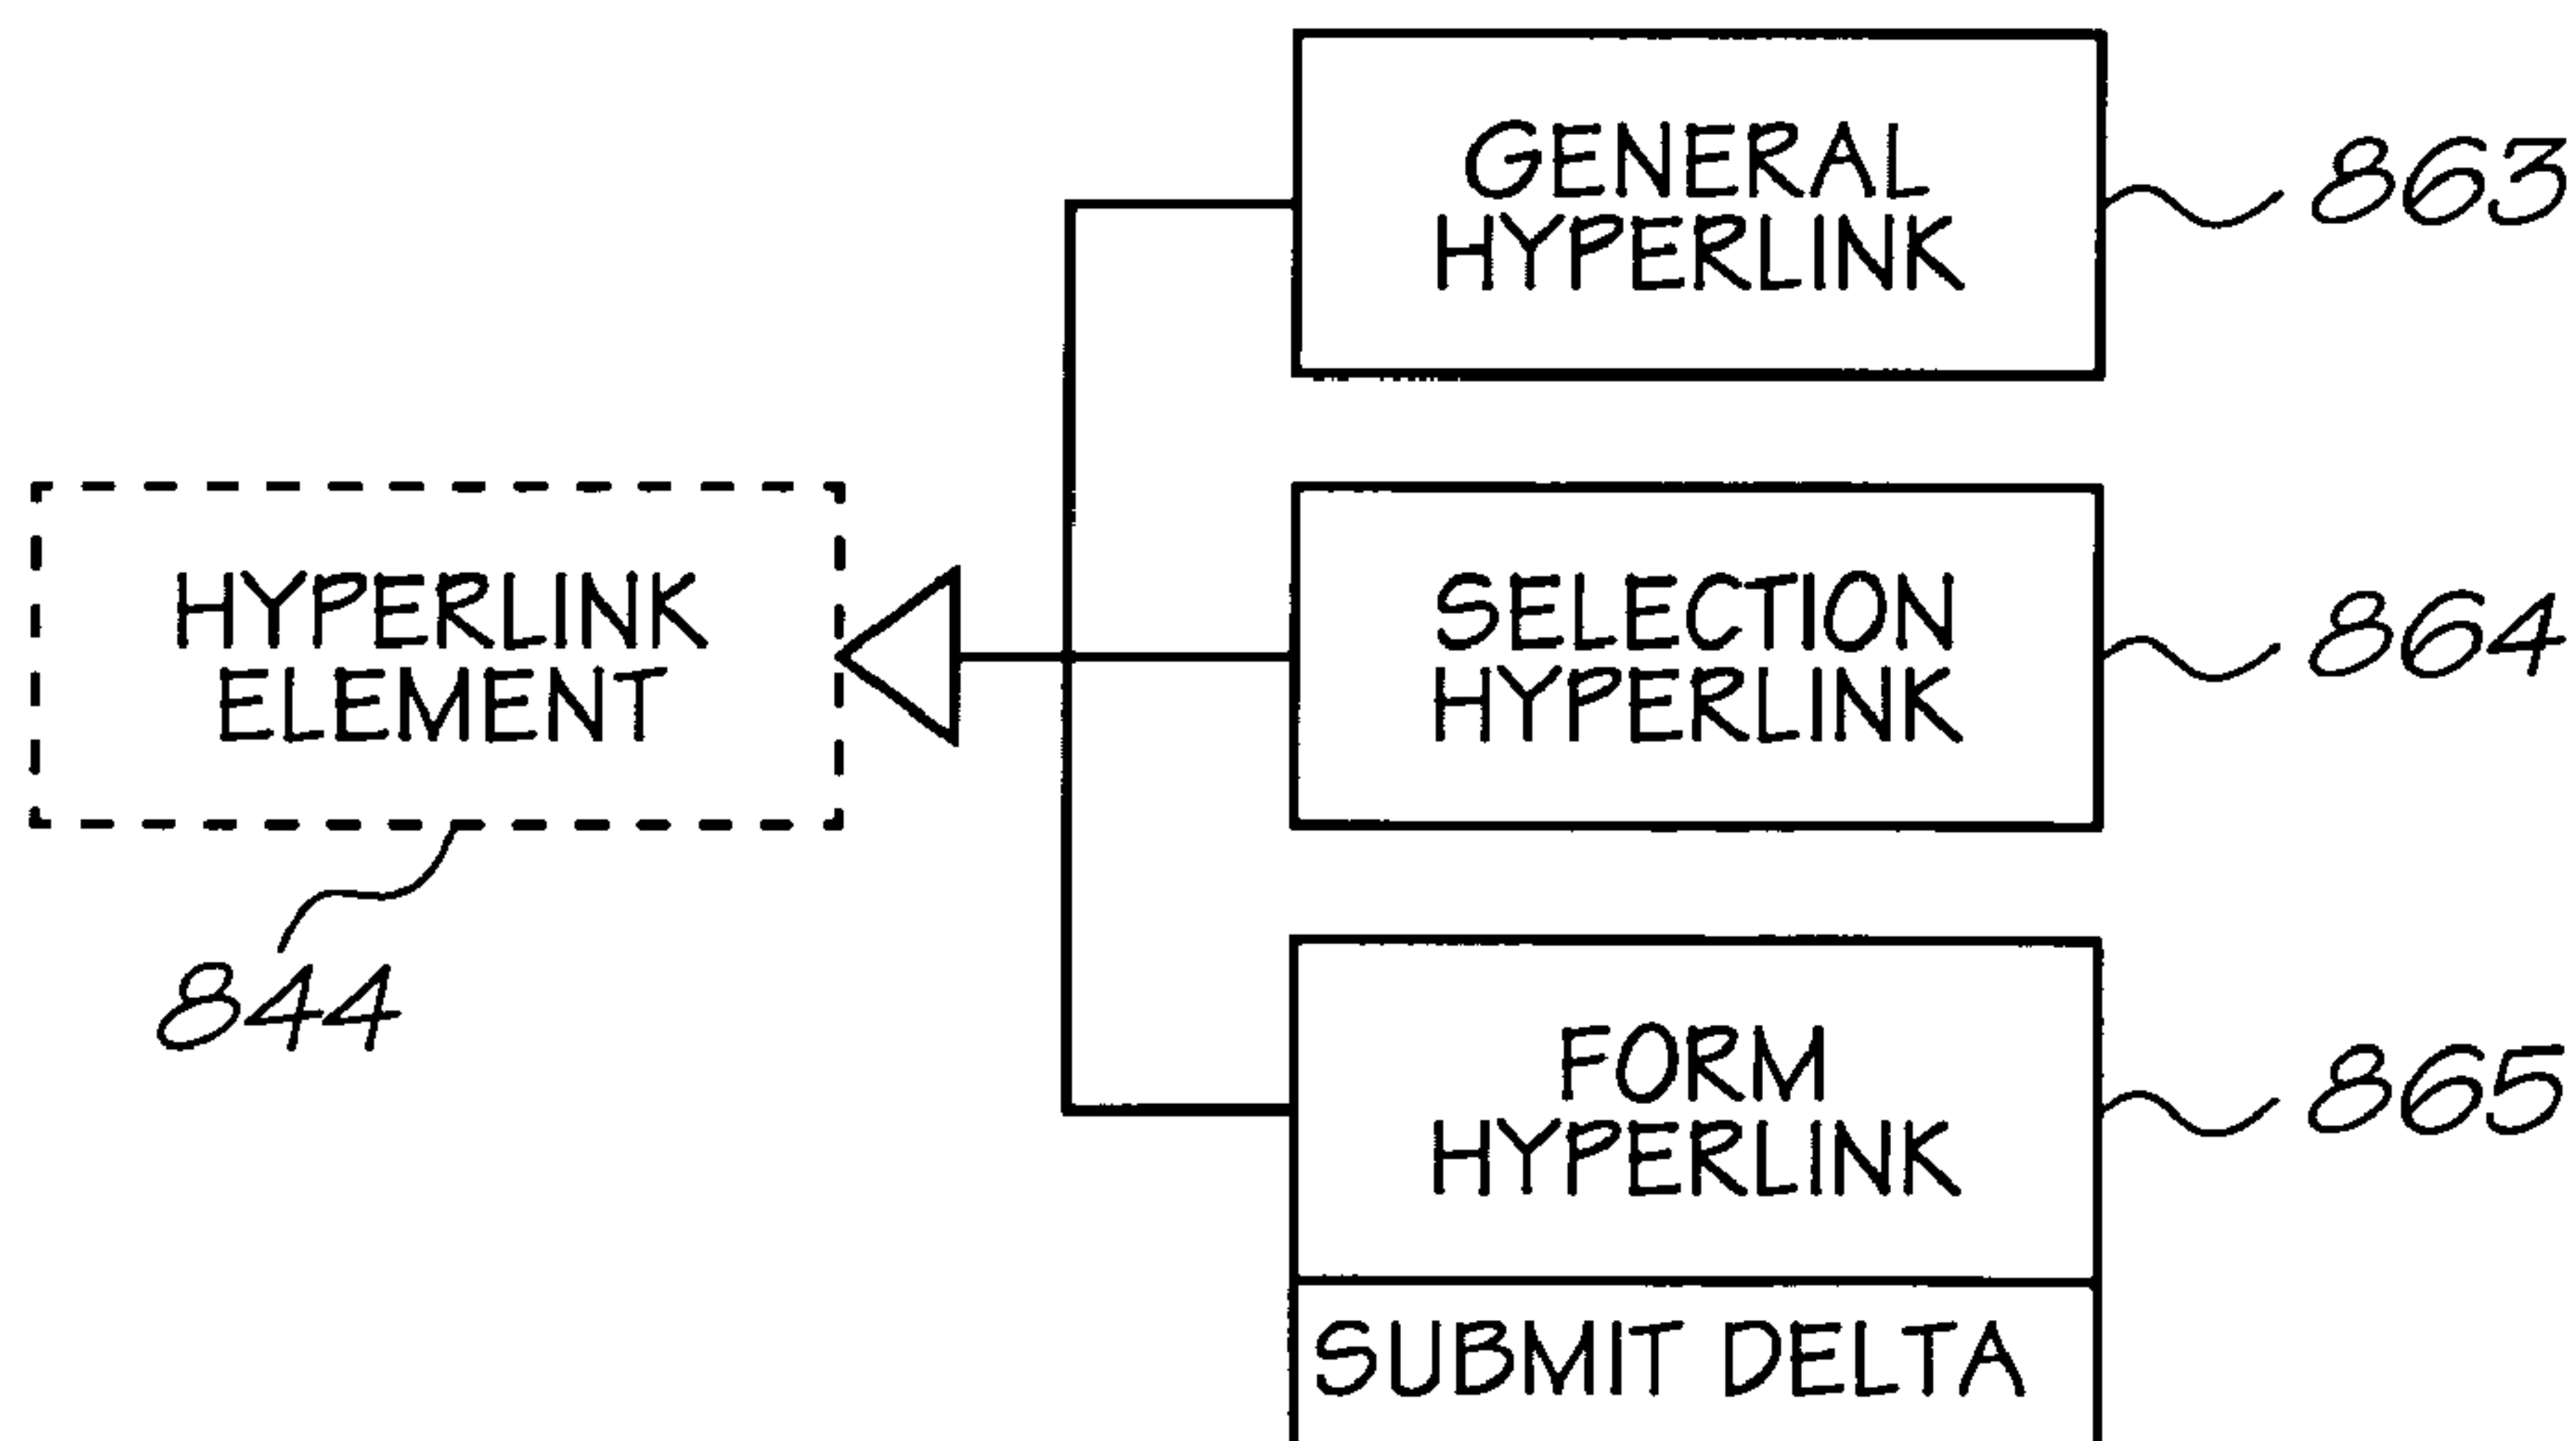 GENERAL
HYPERLINK
863
HYPERLINK
ELEMENT
844
SELECTION
HYPERLINK
864
FORM
HYPERLINK
865
SUBMIT DELTA